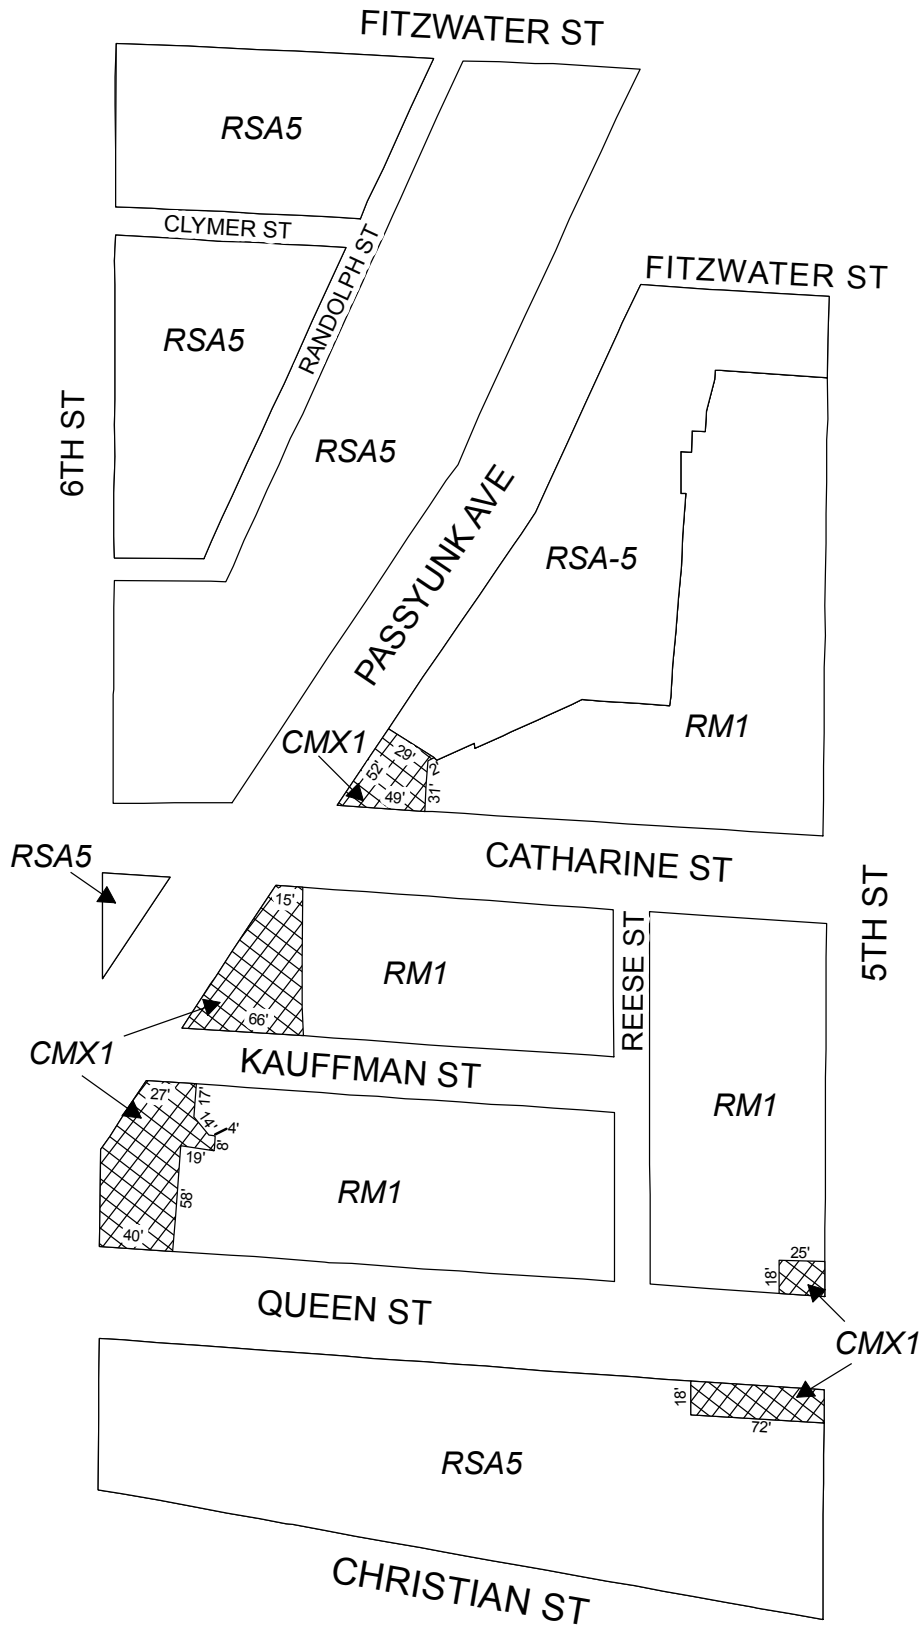 FITZWATER ST
RSA5
CLYMER ST
RANDOLPH ST
FITZWATER ST
RSA5
6TH ST
RSA5
PASSYUNK AVE
RSA-5
RM1
CMX1
29'
2'
52'
49'
31'
CATHARINE ST
RSA5
5TH ST
15'
REESE ST
RM1
66'
CMX1
KAUFFMAN ST
27'
17'
14'
4'
8'
19'
RM1
RM1
58'
40'
25'
18'
QUEEN ST
CMX1
18'
72'
RSA5
CHRISTIAN ST